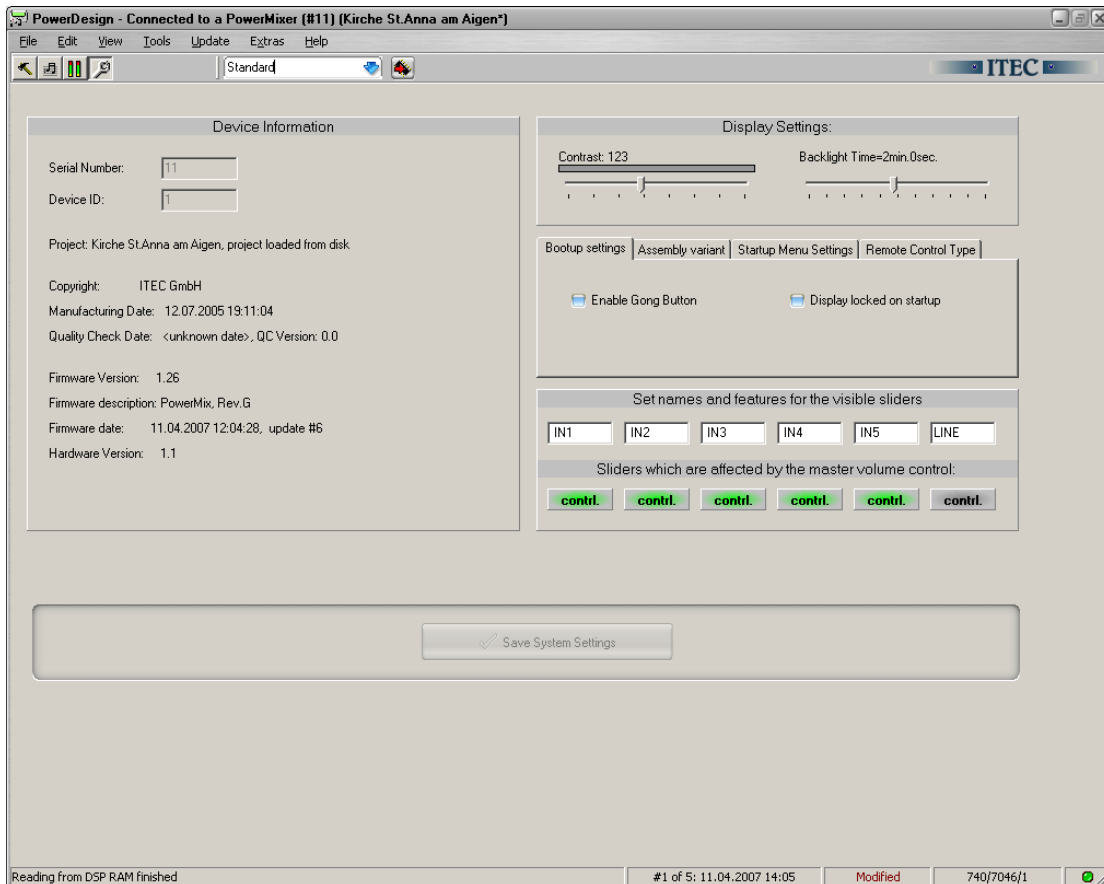 PowerDesign - Connected to a PowerMixer (#11) (Kirche St.Anna am Aigen*)
File Edit View Tools Update Extras Help
Standard
ITEC
Device Information
Serial Number: 11
Device ID: 1
Project: Kirche St.Anna am Aigen, project loaded from disk
Copyright: ITEC GmbH
Manufacturing Date: 12.07.2005 19:11:04
Quality Check Date: <unknown date>, QC Version: 0.0
Firmware Version: 1.26
Firmware description: PowerMix, Rev.G
Firmware date: 11.04.2007 12:04:28, update #6
Hardware Version: 1.1
Display Settings:
Contrast: 123 Backlight Time=2min.0sec.
Bootup settings Assembly variant Startup Menu Settings Remote Control Type
Enable Gong Button Display locked on startup
Set names and features for the visible sliders
IN1 IN2 IN3 IN4 IN5 LINE
Sliders which are affected by the master volume control:
contrl. contrl. contrl. contrl. contrl. contrl.
Save System Settings
Reading from DSP RAM finished #1 of 5: 11.04.2007 14:05 Modified 740/7046/1